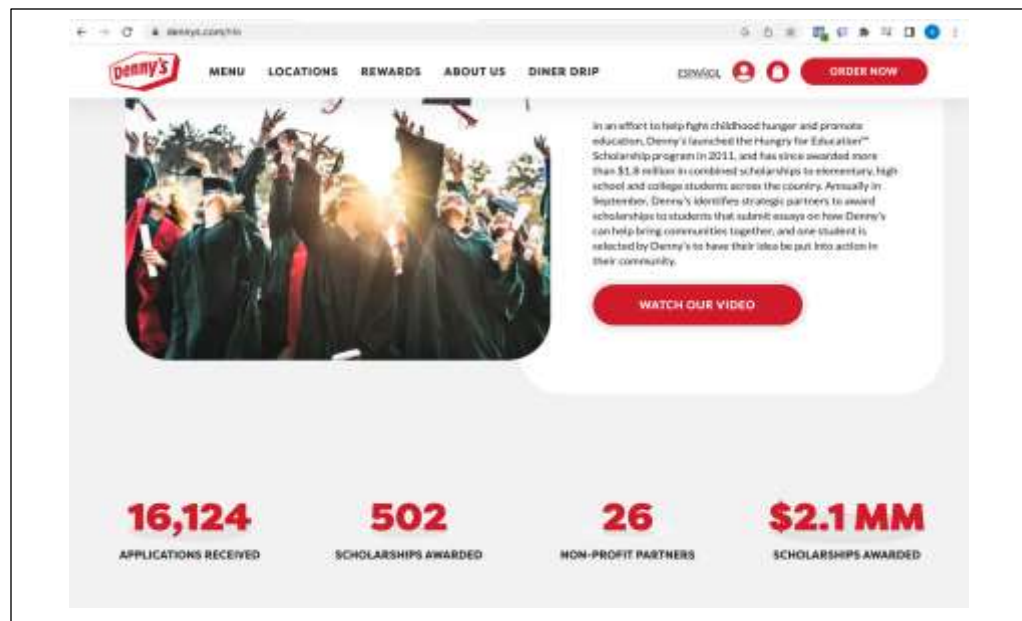 dennys.com/hfe
Denny's MENU LOCATIONS REWARDS ABOUT US DINER DRIP ESPAÑOL ORDER NOW
In an effort to help fight childhood hunger and promote
education, Denny's launched the Hungry for Education™
Scholarship program in 2011, and has since awarded more
than $1.8 million in combined scholarships to elementary, high
school and college students across the country. Annually in
September, Denny's identifies strategic partners to award
scholarships to students that submit essays on how Denny's
can help bring communities together, and one student is
selected by Denny's to have their idea be put into action in
their community.
WATCH OUR VIDEO
16,124 502 26 $2.1 MM
APPLICATIONS RECEIVED SCHOLARSHIPS AWARDED NON-PROFIT PARTNERS SCHOLARSHIPS AWARDED